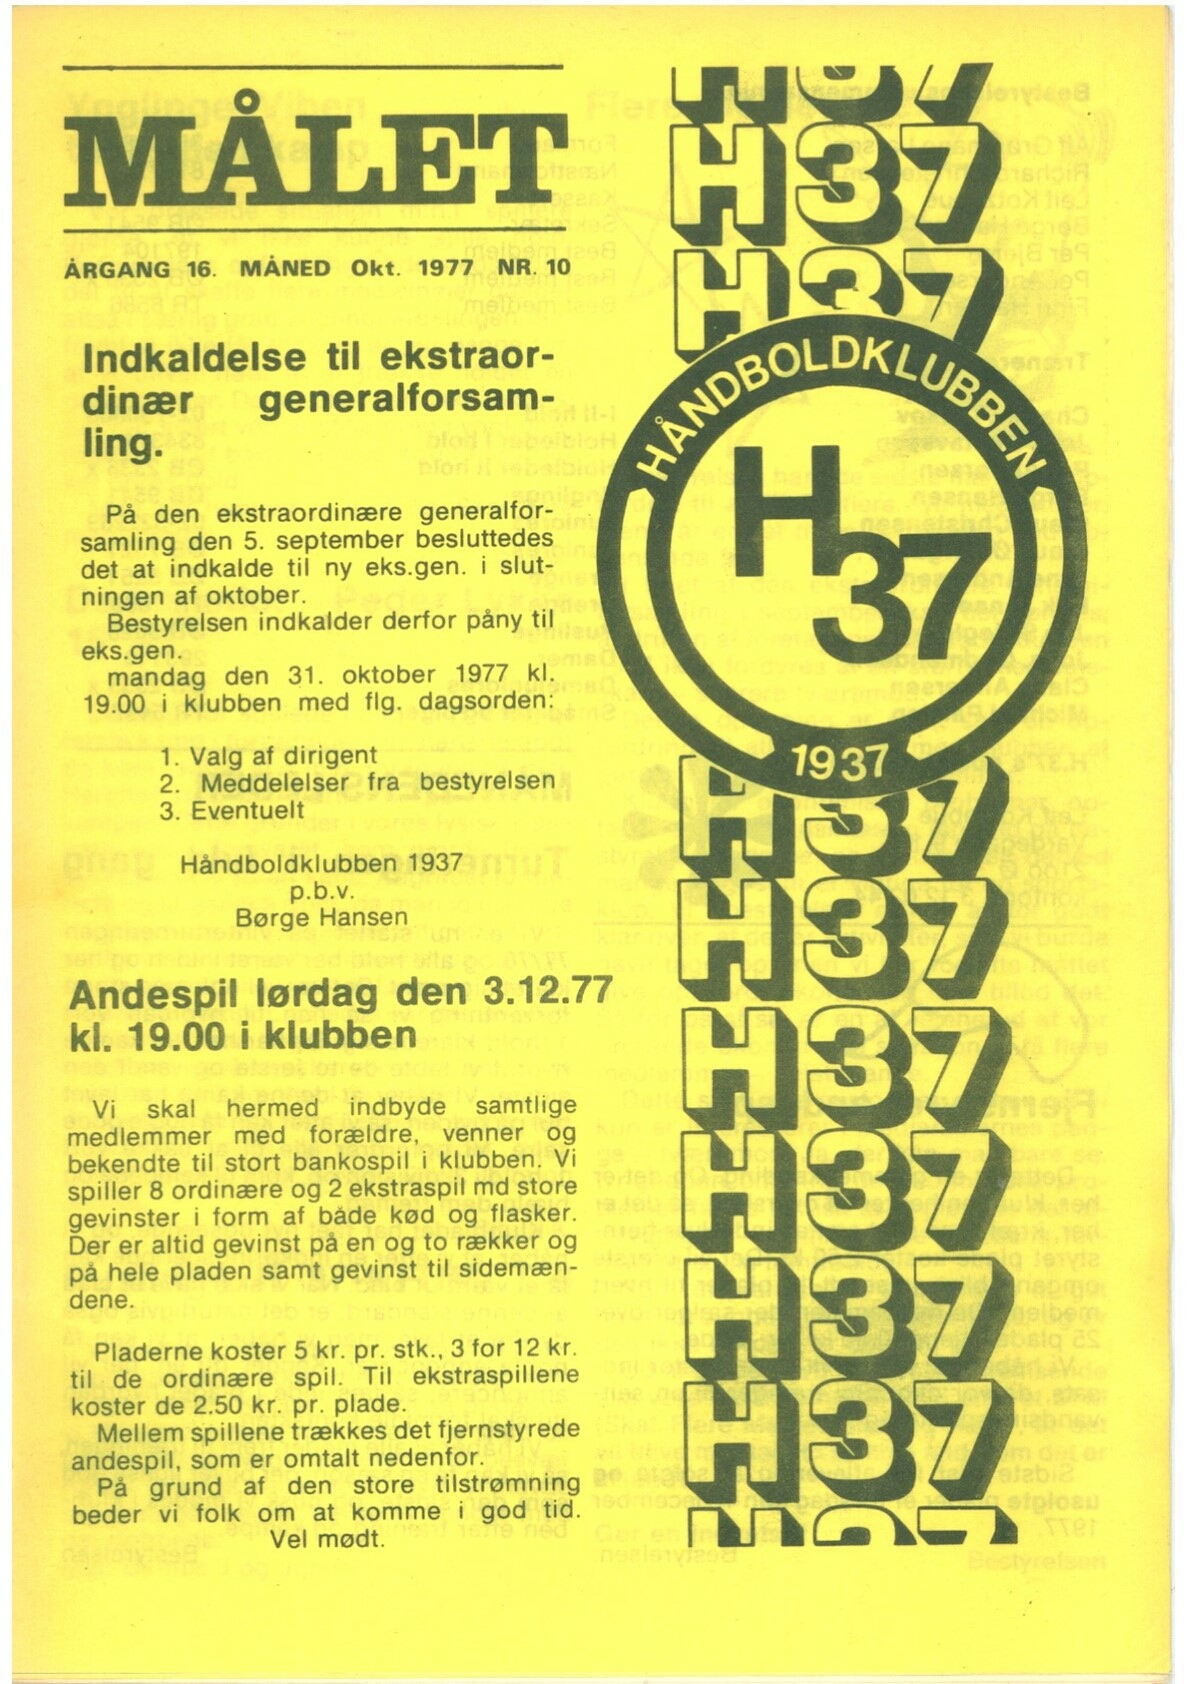 MÅLET
ÅRGANG 16. MÅNED Okt. 1977 NR. 10
Indkaldelse til ekstraor-
dinær generalforsam-
ling.
På den ekstraordinære generalfor-
samling den 5. september besluttedes
det at indkalde til ny eks.gen. i slut-
ningen af oktober.
Bestyrelsen indkalder derfor påny til
eks.gen.
mandag den 31. oktober 1977 kl.
19.00 i klubben med flg. dagsorden:
1. Valg af dirigent
2. Meddelelser fra bestyrelsen
3. Eventuelt
Håndboldklubben 1937
p.b.v.
Børge Hansen
Andespil lørdag den 3.12.77
kl. 19.00 i klubben
Vi skal hermed indbyde samtlige
medlemmer med forældre, venner og
bekendte til stort bankospil i klubben. Vi
spiller 8 ordinære og 2 ekstraspil md store
gevinster i form af både kød og flasker.
Der er altid gevinst på en og to rækker og
på hele pladen samt gevinst til sidemæn-
dene.
Pladerne koster 5 kr. pr. stk., 3 for 12 kr.
til de ordinære spil. Til ekstraspillene
koster de 2.50 kr. pr. plade.
Mellem spillene trækkes det fjernstyrede
andespil, som er omtalt nedenfor.
På grund af den store tilstrømning
beder vi folk om at komme i god tid.
Vel mødt.
H37
H37
H37
HÅNDBOLDKLUBBEN
H
37
1937
H37
H37
H37
H37
H37
H37
H37
H37